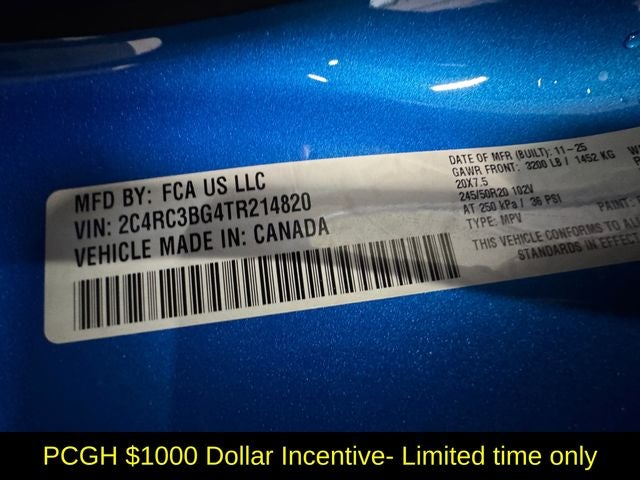 MFD BY: FCA US LLC
VIN: 2C4RC3BG4TR214820
VEHICLE MADE IN: CANADA
DATE OF MFR (BUILT): 11-25
GAWR FRONT: 3200 LB / 1452 KG
20X7.5
245/50R20 102V
AT 250 kPa / 36 PSI
TYPE: MPV
PAINT:
THIS VEHICLE CONFORMS TO
STANDARDS IN EFFECT
PCGH $1000 Dollar Incentive- Limited time only